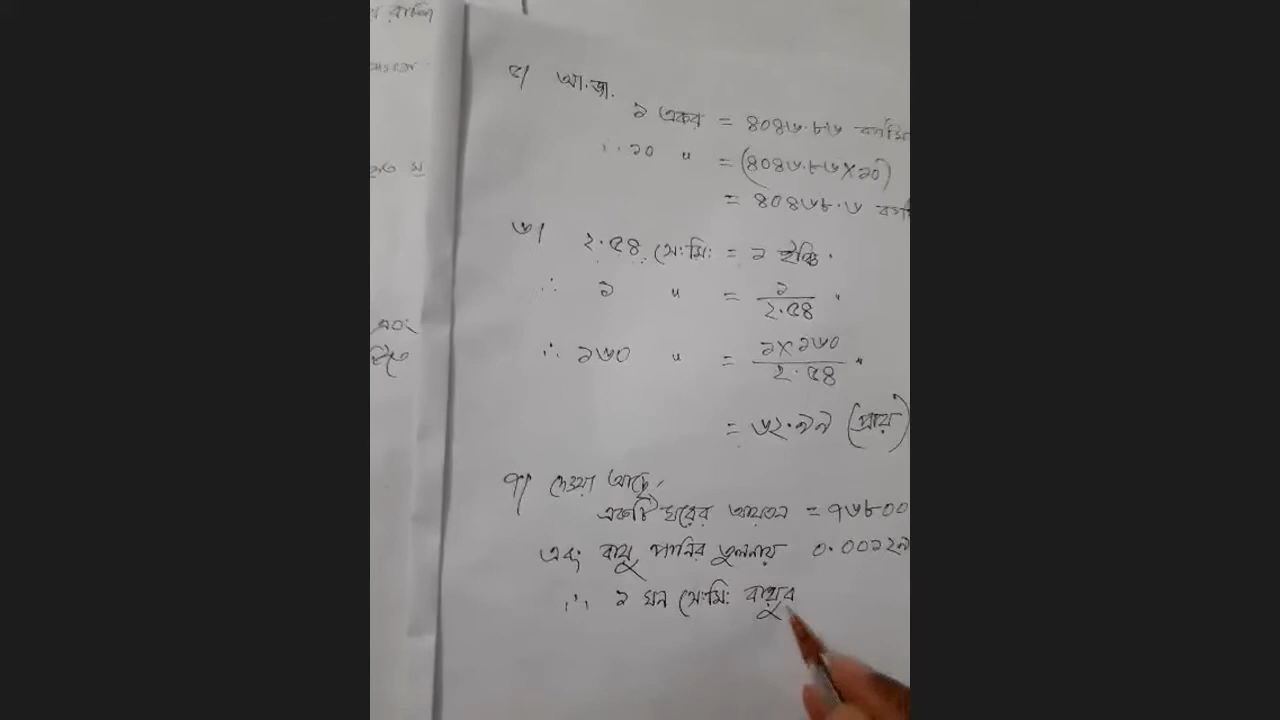 য় রাশি
৫। আ.জা.
১ একর = ৪০৪৬.৮৬ বর্গমি
∴ ১০ " = (৪০৪৬.৮৬×১০)
= ৪০৪৬৮.৬ বর্গ
৬। ২.৫৪ সে:মি: = ১ ইঞ্চি.
∴ ১ " = ১/২.৫৪ "
∴ ১৬০ " = ১×১৬০/২.৫৪ "
= ৬২.৯৯ (প্রায়)
৭। দেওয়া আছে,
একটি ঘরের আয়তন = ৭৬৮০০
এবং বায়ু পানির তুলনায় ০.০০১২৯
∴ ১ ঘন সে:মি: বায়ুর
এবং